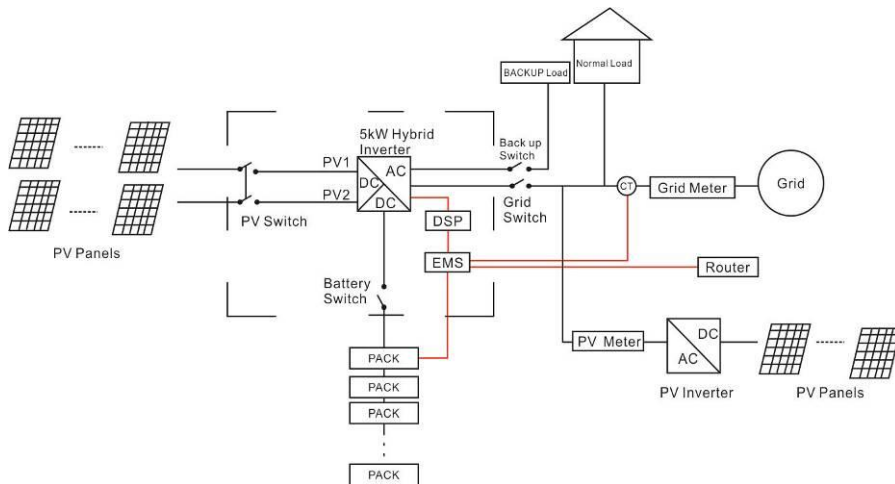 BACKUP Load
Normal Load
5kW Hybrid
Inverter
Back up
Switch
PV1
AC
DC
PV2
DC
CT
Grid Meter
Grid
PV Switch
Grid
Switch
DSP
PV Panels
EMS
Router
Battery
Switch
PV Meter
DC
AC
PACK
PV Inverter
PV Panels
PACK
PACK
PACK